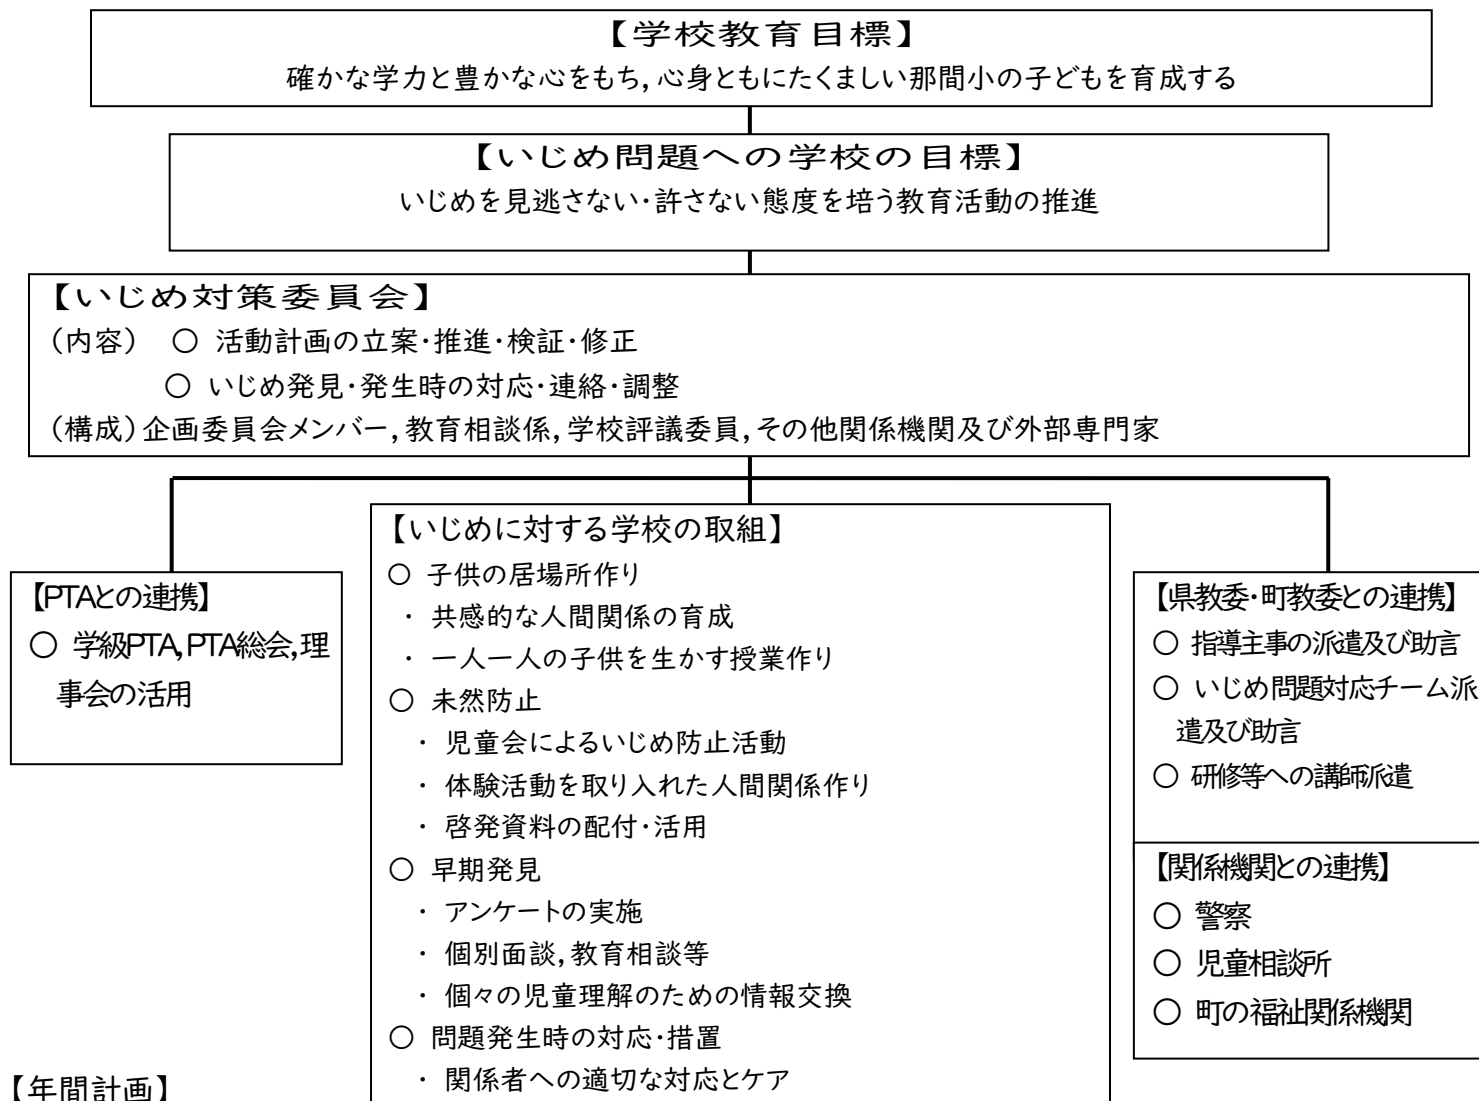 【学校教育目標】
確かな学力と豊かな心をもち,心身ともにたくましい那間小の子どもを育成する
【いじめ問題への学校の目標】
いじめを見逃さない・許さない態度を培う教育活動の推進
【いじめ対策委員会】
(内容) ○ 活動計画の立案・推進・検証・修正
○ いじめ発見・発生時の対応・連絡・調整
(構成)企画委員会メンバー,教育相談係,学校評議委員,その他関係機関及び外部専門家
【PTAとの連携】
○ 学級PTA,PTA総会,理
事会の活用
【いじめに対する学校の取組】
○ 子供の居場所作り
・ 共感的な人間関係の育成
・ 一人一人の子供を生かす授業作り
○ 未然防止
・ 児童会によるいじめ防止活動
・ 体験活動を取り入れた人間関係作り
・ 啓発資料の配付・活用
○ 早期発見
・ アンケートの実施
・ 個別面談,教育相談等
・ 個々の児童理解のための情報交換
○ 問題発生時の対応・措置
・ 関係者への適切な対応とケア
【県教委・町教委との連携】
○ 指導主事の派遣及び助言
○ いじめ問題対応チーム派
遣及び助言
○ 研修等への講師派遣
【関係機関との連携】
○ 警察
○ 児童相談所
○ 町の福祉関係機関
【年間計画】